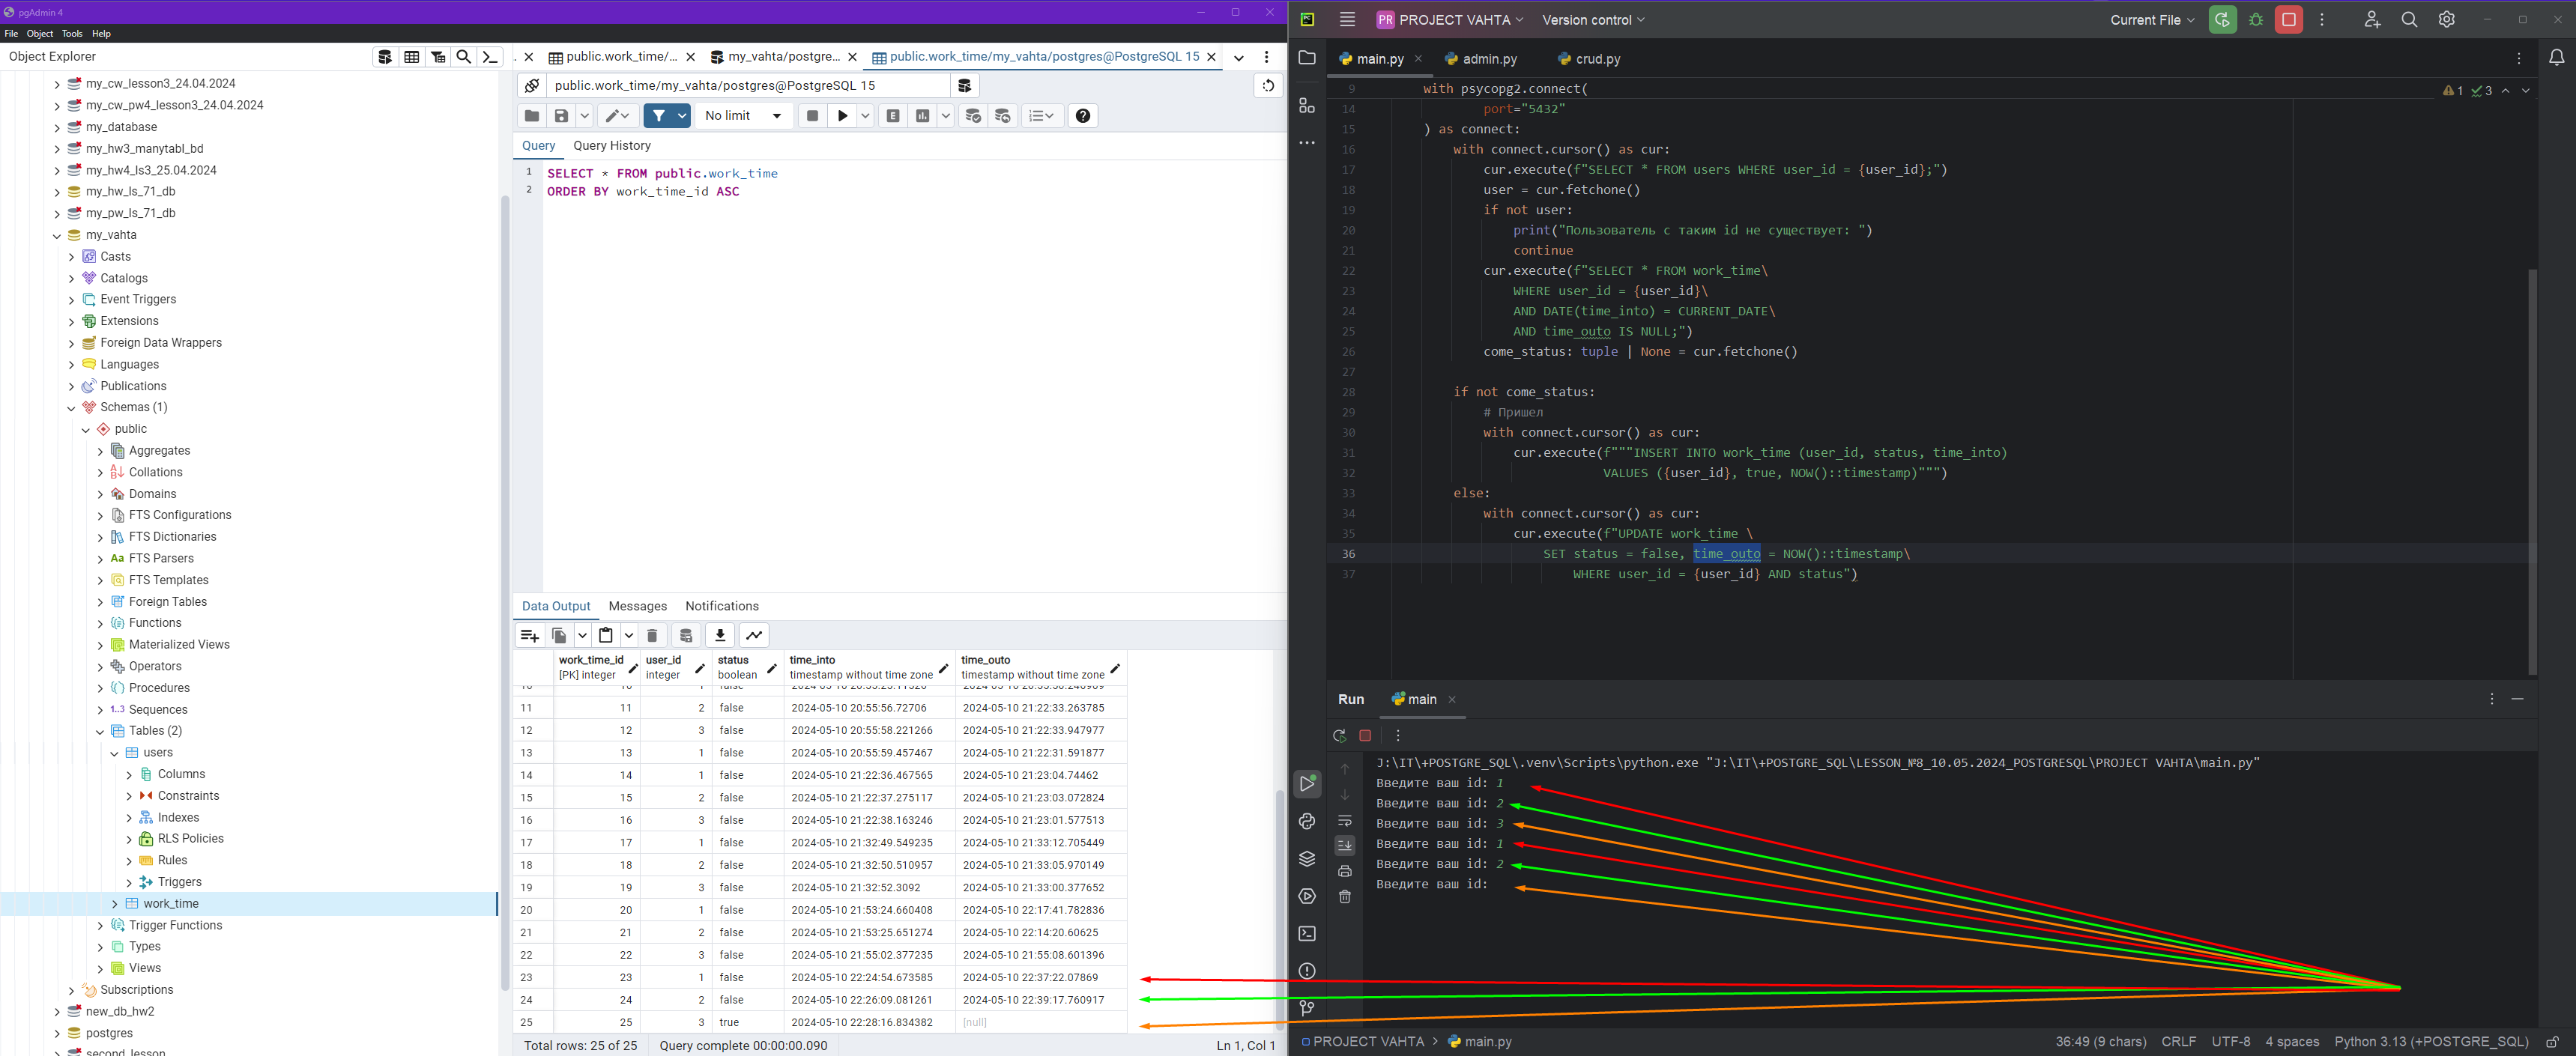 pgAdmin 4
File Object Tools Help
Object Explorer
my_cw_lesson3_24.04.2024
my_cw_pw4_lesson3_24.04.2024
my_database
my_hw3_manytabl_bd
my_hw4_ls3_25.04.2024
my_hw_ls_71_db
my_pw_ls_71_db
my_vahta
Casts
Catalogs
Event Triggers
Extensions
Foreign Data Wrappers
Languages
Publications
Schemas (1)
public
Aggregates
Collations
Domains
FTS Configurations
FTS Dictionaries
Aa FTS Parsers
FTS Templates
Foreign Tables
Functions
Materialized Views
Operators
Procedures
1..3 Sequences
Tables (2)
users
Columns
Constraints
Indexes
RLS Policies
Rules
Triggers
work_time
Trigger Functions
Types
Views
Subscriptions
new_db_hw2
postgres
second_lesson
public.work_time/... my_vahta/postgre... public.work_time/my_vahta/postgres@PostgreSQL 15
public.work_time/my_vahta/postgres@PostgreSQL 15
No limit
Query Query History
1 SELECT * FROM public.work_time
2 ORDER BY work_time_id ASC
Data Output Messages Notifications
work_time_id user_id status time_into time_outo
[PK] integer integer boolean timestamp without time zone timestamp without time zone
11 11 2 false 2024-05-10 20:55:56.72706 2024-05-10 21:22:33.263785
12 12 3 false 2024-05-10 20:55:58.221266 2024-05-10 21:22:33.947977
13 13 1 false 2024-05-10 20:55:59.457467 2024-05-10 21:22:31.591877
14 14 1 false 2024-05-10 21:22:36.467565 2024-05-10 21:23:04.74462
15 15 2 false 2024-05-10 21:22:37.275117 2024-05-10 21:23:03.072824
16 16 3 false 2024-05-10 21:22:38.163246 2024-05-10 21:23:01.577513
17 17 1 false 2024-05-10 21:32:49.549235 2024-05-10 21:33:12.705449
18 18 2 false 2024-05-10 21:32:50.510957 2024-05-10 21:33:05.970149
19 19 3 false 2024-05-10 21:32:52.3092 2024-05-10 21:33:00.377652
20 20 1 false 2024-05-10 21:53:24.660408 2024-05-10 22:17:41.782836
21 21 2 false 2024-05-10 21:53:25.651274 2024-05-10 22:14:20.60625
22 22 3 false 2024-05-10 21:55:02.377235 2024-05-10 21:55:08.601396
23 23 1 false 2024-05-10 22:24:54.673585 2024-05-10 22:37:22.07869
24 24 2 false 2024-05-10 22:26:09.081261 2024-05-10 22:39:17.760917
25 25 3 true 2024-05-10 22:28:16.834382 [null]
Total rows: 25 of 25 Query complete 00:00:00.090 Ln 1, Col 1
PC PR PROJECT VAHTA Version control Current File
main.py admin.py crud.py
9 with psycopg2.connect( 1 3
14 port="5432"
15 ) as connect:
16 with connect.cursor() as cur:
17 cur.execute(f"SELECT * FROM users WHERE user_id = {user_id};")
18 user = cur.fetchone()
19 if not user:
20 print("Пользователь с таким id не существует: ")
21 continue
22 cur.execute(f"SELECT * FROM work_time\
23 WHERE user_id = {user_id}\
24 AND DATE(time_into) = CURRENT_DATE\
25 AND time_outo IS NULL;")
26 come_status: tuple | None = cur.fetchone()
27
28 if not come_status:
29 # Пришел
30 with connect.cursor() as cur:
31 cur.execute(f"""INSERT INTO work_time (user_id, status, time_into)
32 VALUES ({user_id}, true, NOW()::timestamp)""")
33 else:
34 with connect.cursor() as cur:
35 cur.execute(f"UPDATE work_time \
36 SET status = false, time_outo = NOW()::timestamp\
37 WHERE user_id = {user_id} AND status")
Run main
J:\IT\+POSTGRE_SQL\.venv\Scripts\python.exe "J:\IT\+POSTGRE_SQL\LESSON_№8_10.05.2024_POSTGRESQL\PROJECT VAHTA\main.py"
Введите ваш id: 1
Введите ваш id: 2
Введите ваш id: 3
Введите ваш id: 1
Введите ваш id: 2
Введите ваш id:
PROJECT VAHTA > main.py 36:49 (9 chars) CRLF UTF-8 4 spaces Python 3.13 (+POSTGRE_SQL)